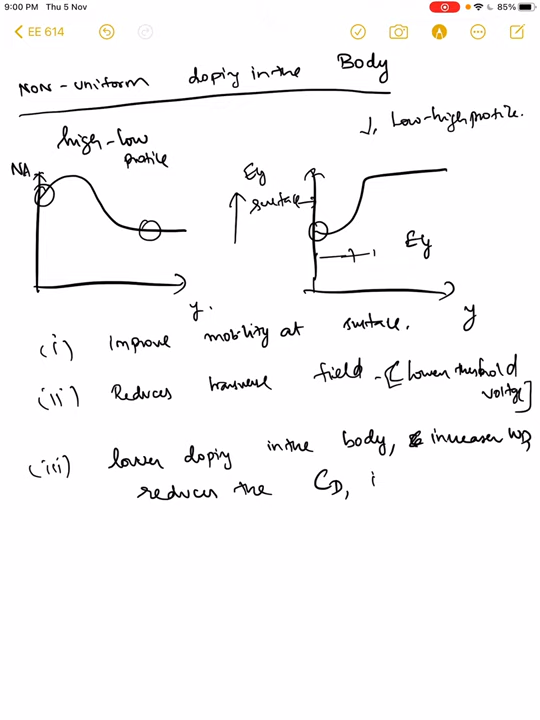 9:00 PM Thu 5 Nov
85%
EE 614
Non-uniform doping in the Body
high-low profile
↓, Low-high profile.
NA
Ey
surface
Ey
y.
y
(i) Improve mobility at surface.
(ii) Reduces transverse field - [Lower threshold voltage]
(iii) lower doping in the body, increases WD,
reduces the CD, i